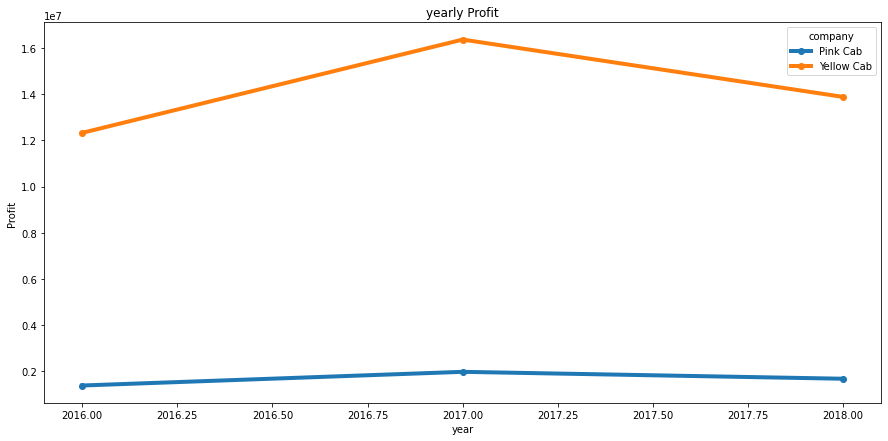 yearly Profit
1e7
company
Pink Cab
Yellow Cab
1.6
1.4
1.2
1.0
0.8
0.6
0.4
0.2
Profit
2016.00 2016.25 2016.50 2016.75 2017.00 2017.25 2017.50 2017.75 2018.00
year